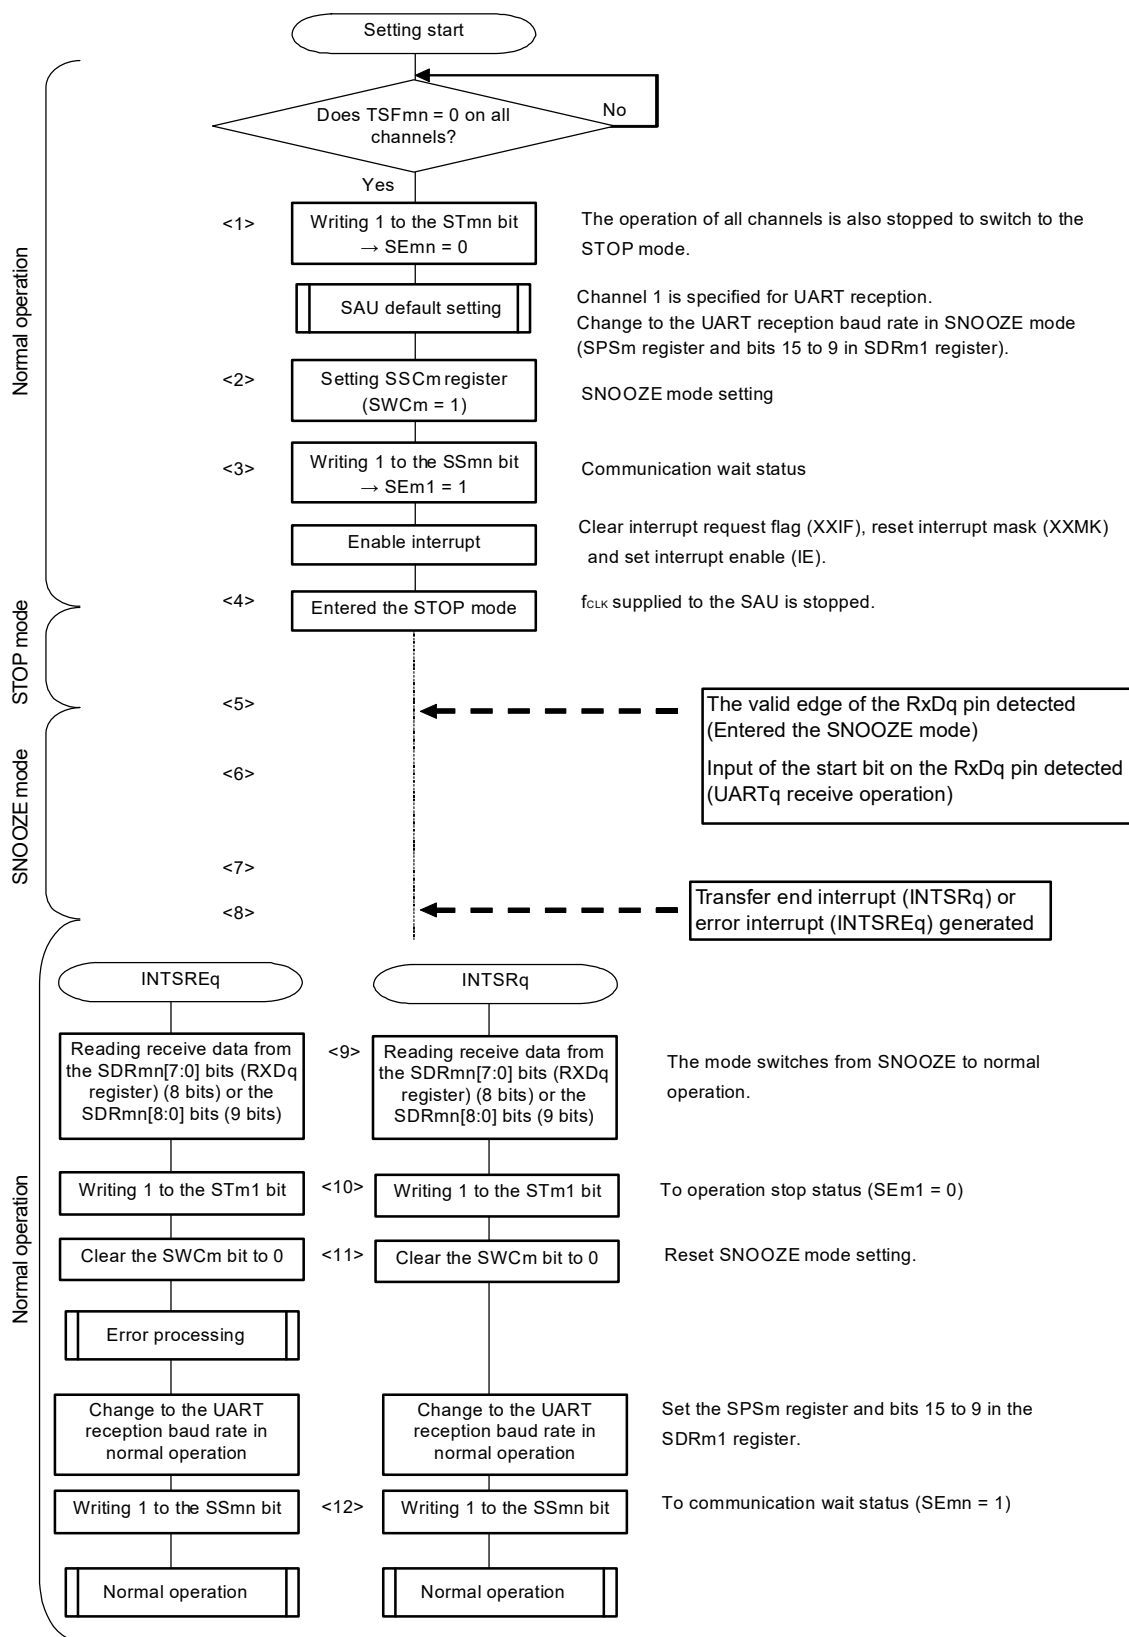 Setting start
Does TSFmn = 0 on all
channels?
No
Yes
<1>
Writing 1 to the STmn bit
→ SEmn = 0
The operation of all channels is also stopped to switch to the
STOP mode.
SAU default setting
Channel 1 is specified for UART reception.
Change to the UART reception baud rate in SNOOZE mode
(SPSm register and bits 15 to 9 in SDRm1 register).
Normal operation
<2>
Setting SSCm register
(SWCm = 1)
SNOOZE mode setting
<3>
Writing 1 to the SSmn bit
→ SEm1 = 1
Communication wait status
Enable interrupt
Clear interrupt request flag (XXIF), reset interrupt mask (XXMK)
and set interrupt enable (IE).
<4>
Entered the STOP mode
fCLK supplied to the SAU is stopped.
STOP mode
<5>
The valid edge of the RxDq pin detected
(Entered the SNOOZE mode)
<6>
Input of the start bit on the RxDq pin detected
(UARTq receive operation)
SNOOZE mode
<7>
<8>
Transfer end interrupt (INTSRq) or
error interrupt (INTSREq) generated
INTSREq
INTSRq
Reading receive data from
the SDRmn[7:0] bits (RXDq
register) (8 bits) or the
SDRmn[8:0] bits (9 bits)
<9>
Reading receive data from
the SDRmn[7:0] bits (RXDq
register) (8 bits) or the
SDRmn[8:0] bits (9 bits)
The mode switches from SNOOZE to normal
operation.
Writing 1 to the STm1 bit
<10>
Writing 1 to the STm1 bit
To operation stop status (SEm1 = 0)
Normal operation
Clear the SWCm bit to 0
<11>
Clear the SWCm bit to 0
Reset SNOOZE mode setting.
Error processing
Change to the UART
reception baud rate in
normal operation
Change to the UART
reception baud rate in
normal operation
Set the SPSm register and bits 15 to 9 in the
SDRm1 register.
Writing 1 to the SSmn bit
<12>
Writing 1 to the SSmn bit
To communication wait status (SEmn = 1)
Normal operation
Normal operation